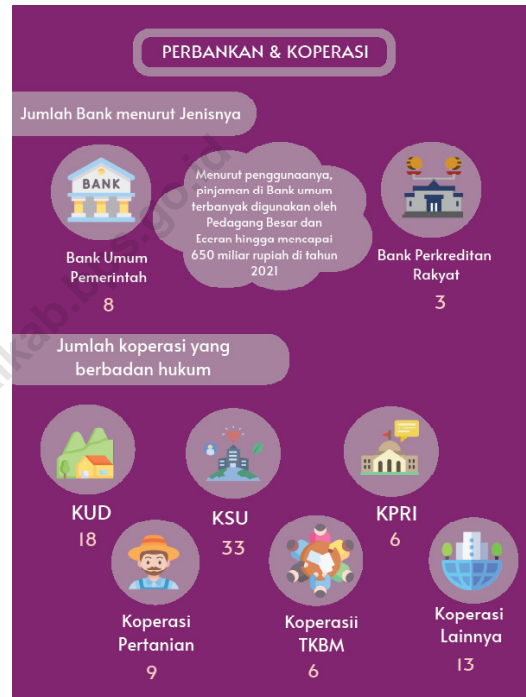 PERBANKAN & KOPERASI
Jumlah Bank menurut Jenisnya
BANK
Bank Umum
Pemerintah
8
Menurut penggunaanya,
pinjaman di Bank umum
terbanyak digunakan oleh
Pedagang Besar dan
Eceran hingga mencapai
650 miliar rupiah di tahun
2021
Bank Perkreditan
Rakyat
3
Jumlah koperasi yang
berbadan hukum
KUD
18
KSU
33
KPRI
6
Koperasi
Pertanian
9
Koperasii
TKBM
6
Koperasi
Lainnya
13